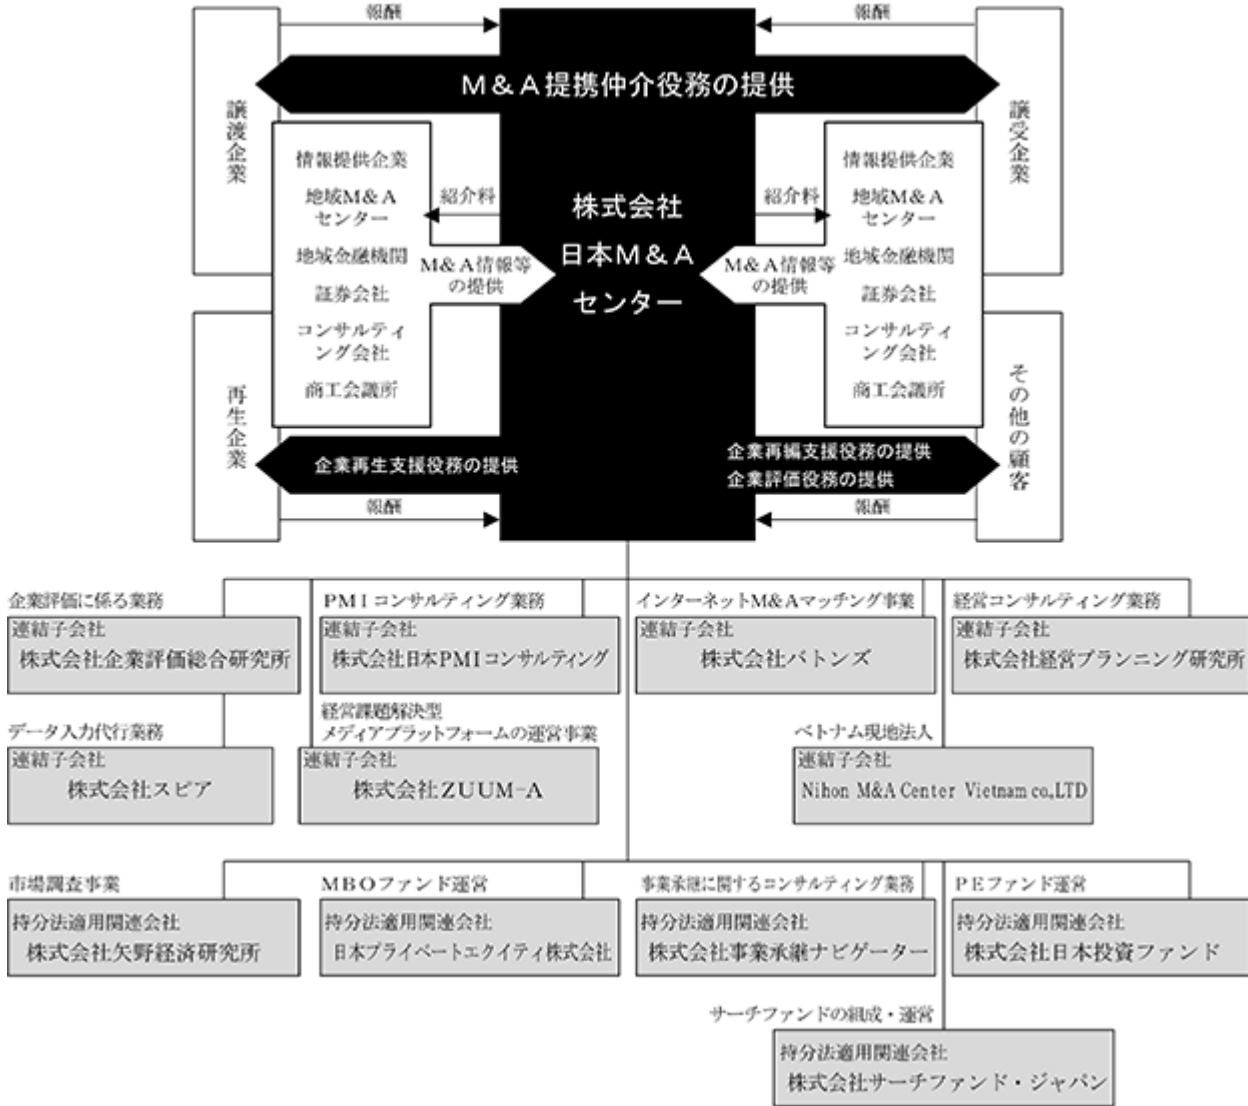 報酬
報酬
M&A提携仲介役務の提供
譲渡企業
譲受企業
情報提供企業
地域M&A
センター
地域金融機関
証券会社
コンサルティ
ング会社
商工会議所
紹介料
M&A情報等
の提供
株式会社
日本M&A
センター
紹介料
M&A情報等
の提供
情報提供企業
地域M&A
センター
地域金融機関
証券会社
コンサルティ
ング会社
商工会議所
再生企業
その他の顧客
企業再生支援役務の提供
企業再編支援役務の提供
企業評価役務の提供
報酬
報酬
企業評価に係る業務
連結子会社
株式会社企業評価総合研究所
PMIコンサルティング業務
連結子会社
株式会社日本PMIコンサルティング
インターネットM&Aマッチング事業
連結子会社
株式会社バトンズ
経営コンサルティング業務
連結子会社
株式会社経営プランニング研究所
データ入力代行業務
連結子会社
株式会社スピア
経営課題解決型
メディアプラットフォームの運営事業
連結子会社
株式会社ZUUM-A
ベトナム現地法人
連結子会社
Nihon M&A Center Vietnam co.,LTD
市場調査事業
持分法適用関連会社
株式会社矢野経済研究所
MBOファンド運営
持分法適用関連会社
日本プライベートエクイティ株式会社
事業承継に関するコンサルティング業務
持分法適用関連会社
株式会社事業承継ナビゲーター
PEファンド運営
持分法適用関連会社
株式会社日本投資ファンド
サーチファンドの組成・運営
持分法適用関連会社
株式会社サーチファンド・ジャパン